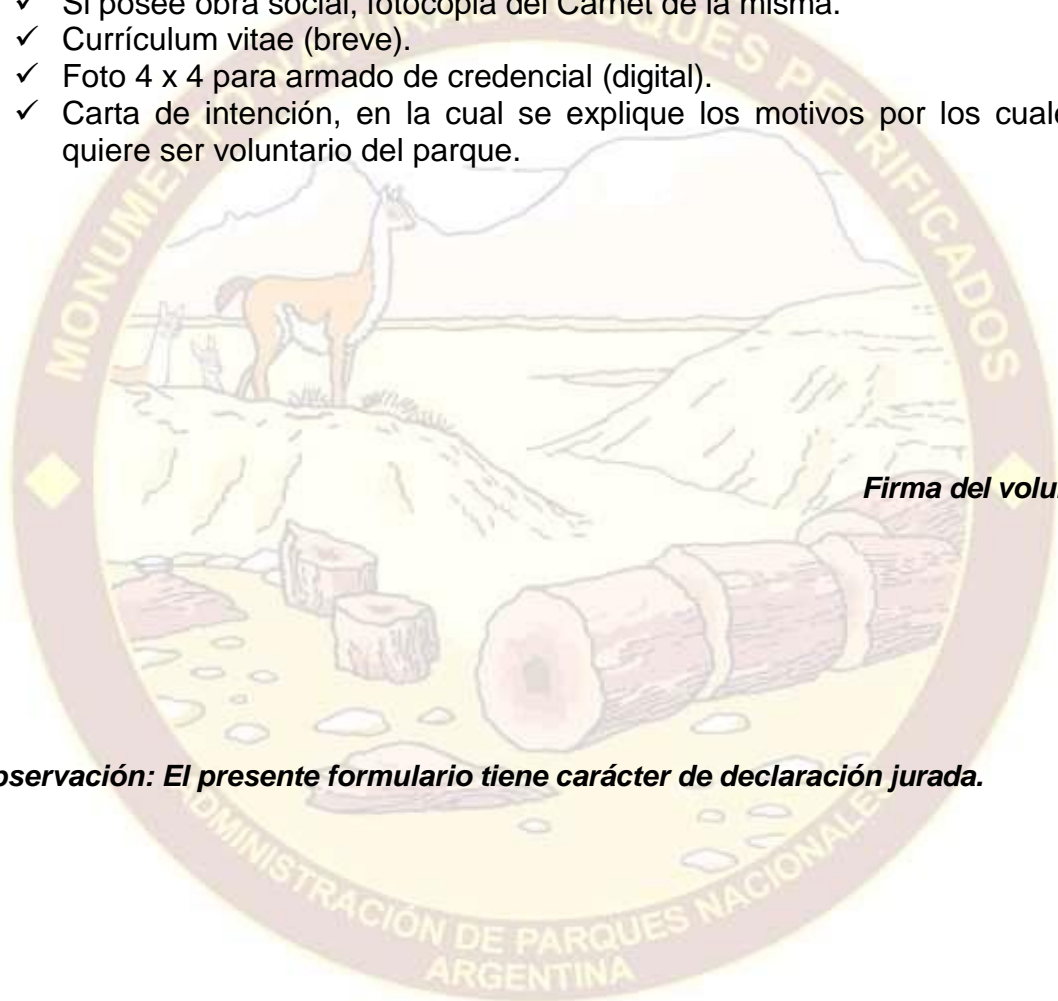 ✓ Si posee obra social, fotocopia del Carnet de la misma.
✓ Currículum vitae (breve).
✓ Foto 4 x 4 para armado de credencial (digital).
✓ Carta de intención, en la cual se explique los motivos por los cual
quiere ser voluntario del parque.
MONUMENTO NATURAL BOSQUES PETRIFICADOS
Firma del volu
bservación: El presente formulario tiene carácter de declaración jurada.
ADMINISTRACIÓN DE PARQUES NACIONALES
ARGENTINA